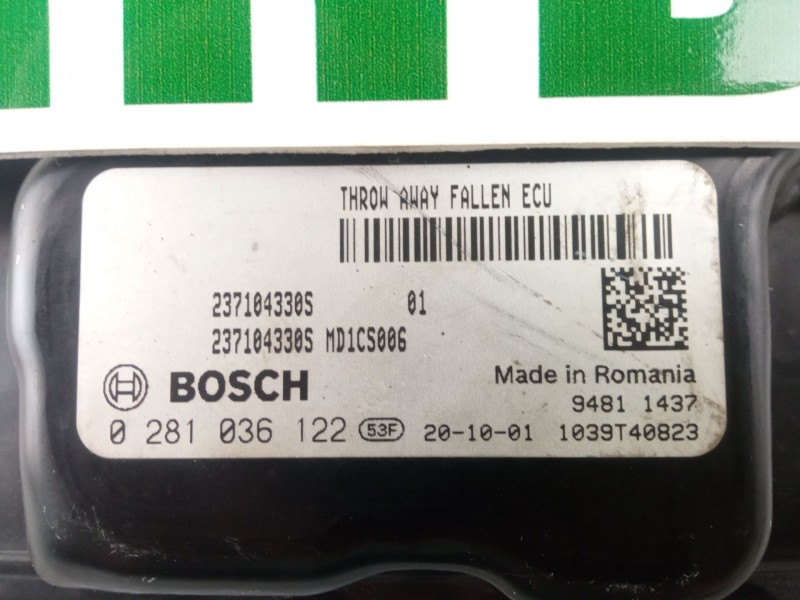 THROW AWAY FALLEN ECU
237104330S 01
237104330S MD1CS006
BOSCH
Made in Romania
9481 1437
0 281 036 122 53F 20-10-01 1039T40823